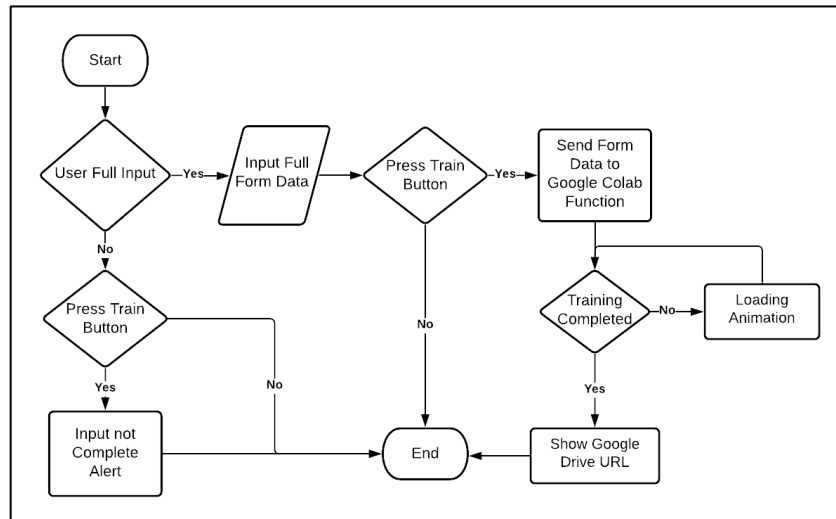 Start
User Full Input
Yes
Input Full
Form Data
Press Train
Button
Yes
Send Form
Data to
Google Colab
Function
No
Press Train
Button
No
Training
Completed
No
Loading
Animation
Yes
No
Yes
Input not
Complete
Alert
End
Show Google
Drive URL